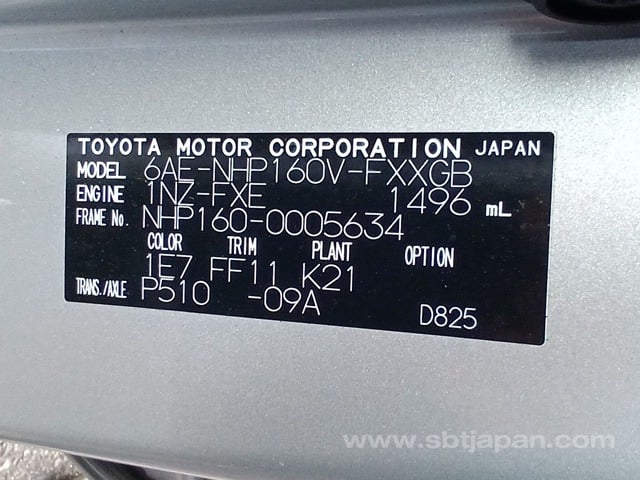 TOYOTA MOTOR CORPORATION JAPAN
MODEL 6AE-NHP160V-FXXGB
ENGINE 1NZ-FXE 1496 mL
FRAME No. NHP160-0005634
COLOR TRIM PLANT OPTION
1E7 FF11 K21
TRANS./AXLE P510 -09A
D825
www.sbtjapan.com